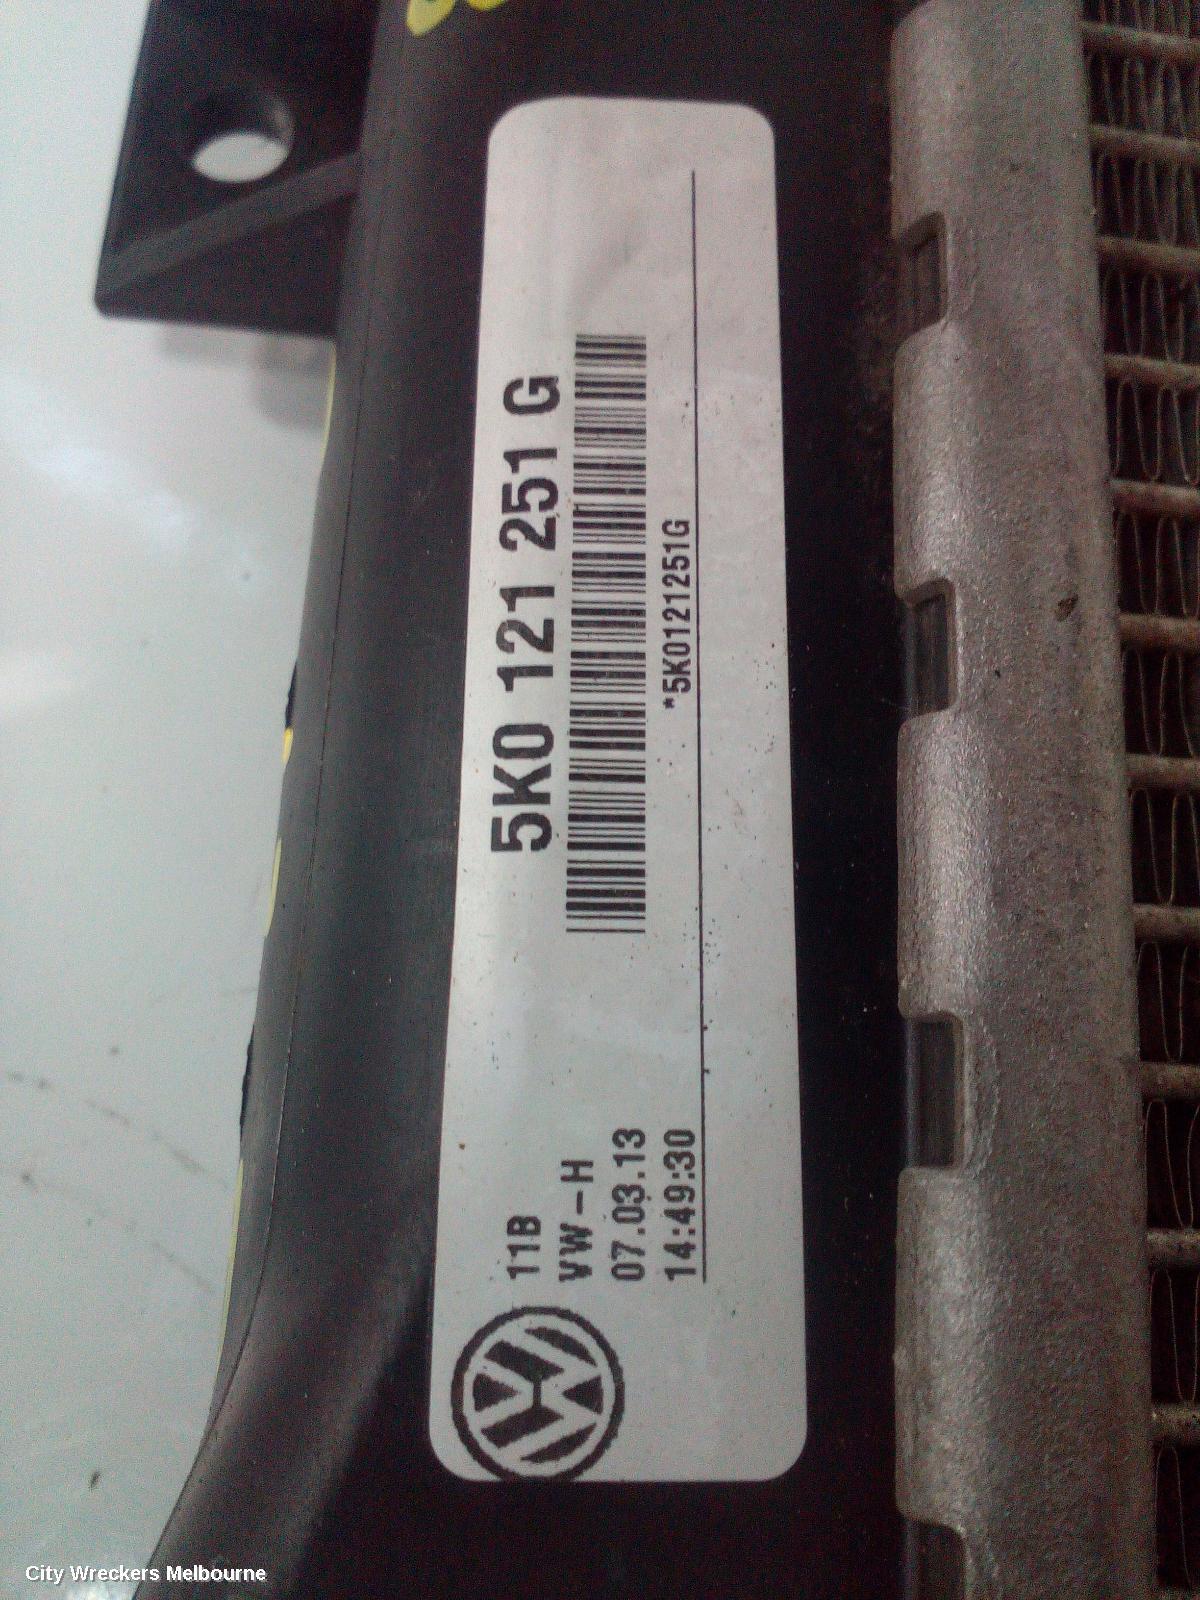 5K0 121 251 G
*5K0121251G
11B
VW-H
07.03.13
14:49:30
City Wreckers Melbourne